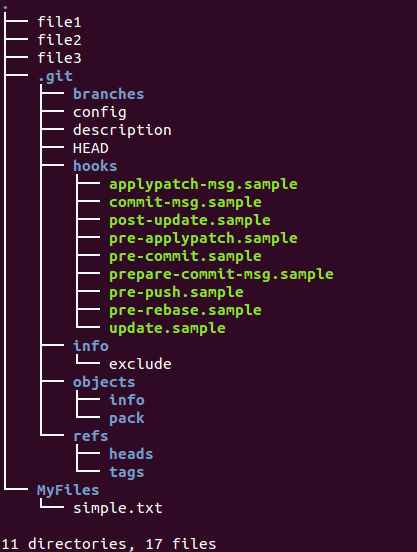 .
├── file1
├── file2
├── file3
├── .git
│   ├── branches
│   ├── config
│   ├── description
│   ├── HEAD
│   ├── hooks
│   │   ├── applypatch-msg.sample
│   │   ├── commit-msg.sample
│   │   ├── post-update.sample
│   │   ├── pre-applypatch.sample
│   │   ├── pre-commit.sample
│   │   ├── prepare-commit-msg.sample
│   │   ├── pre-push.sample
│   │   ├── pre-rebase.sample
│   │   └── update.sample
│   ├── info
│   │   └── exclude
│   ├── objects
│   │   ├── info
│   │   └── pack
│   └── refs
│       ├── heads
│       └── tags
└── MyFiles
    └── simple.txt

11 directories, 17 files